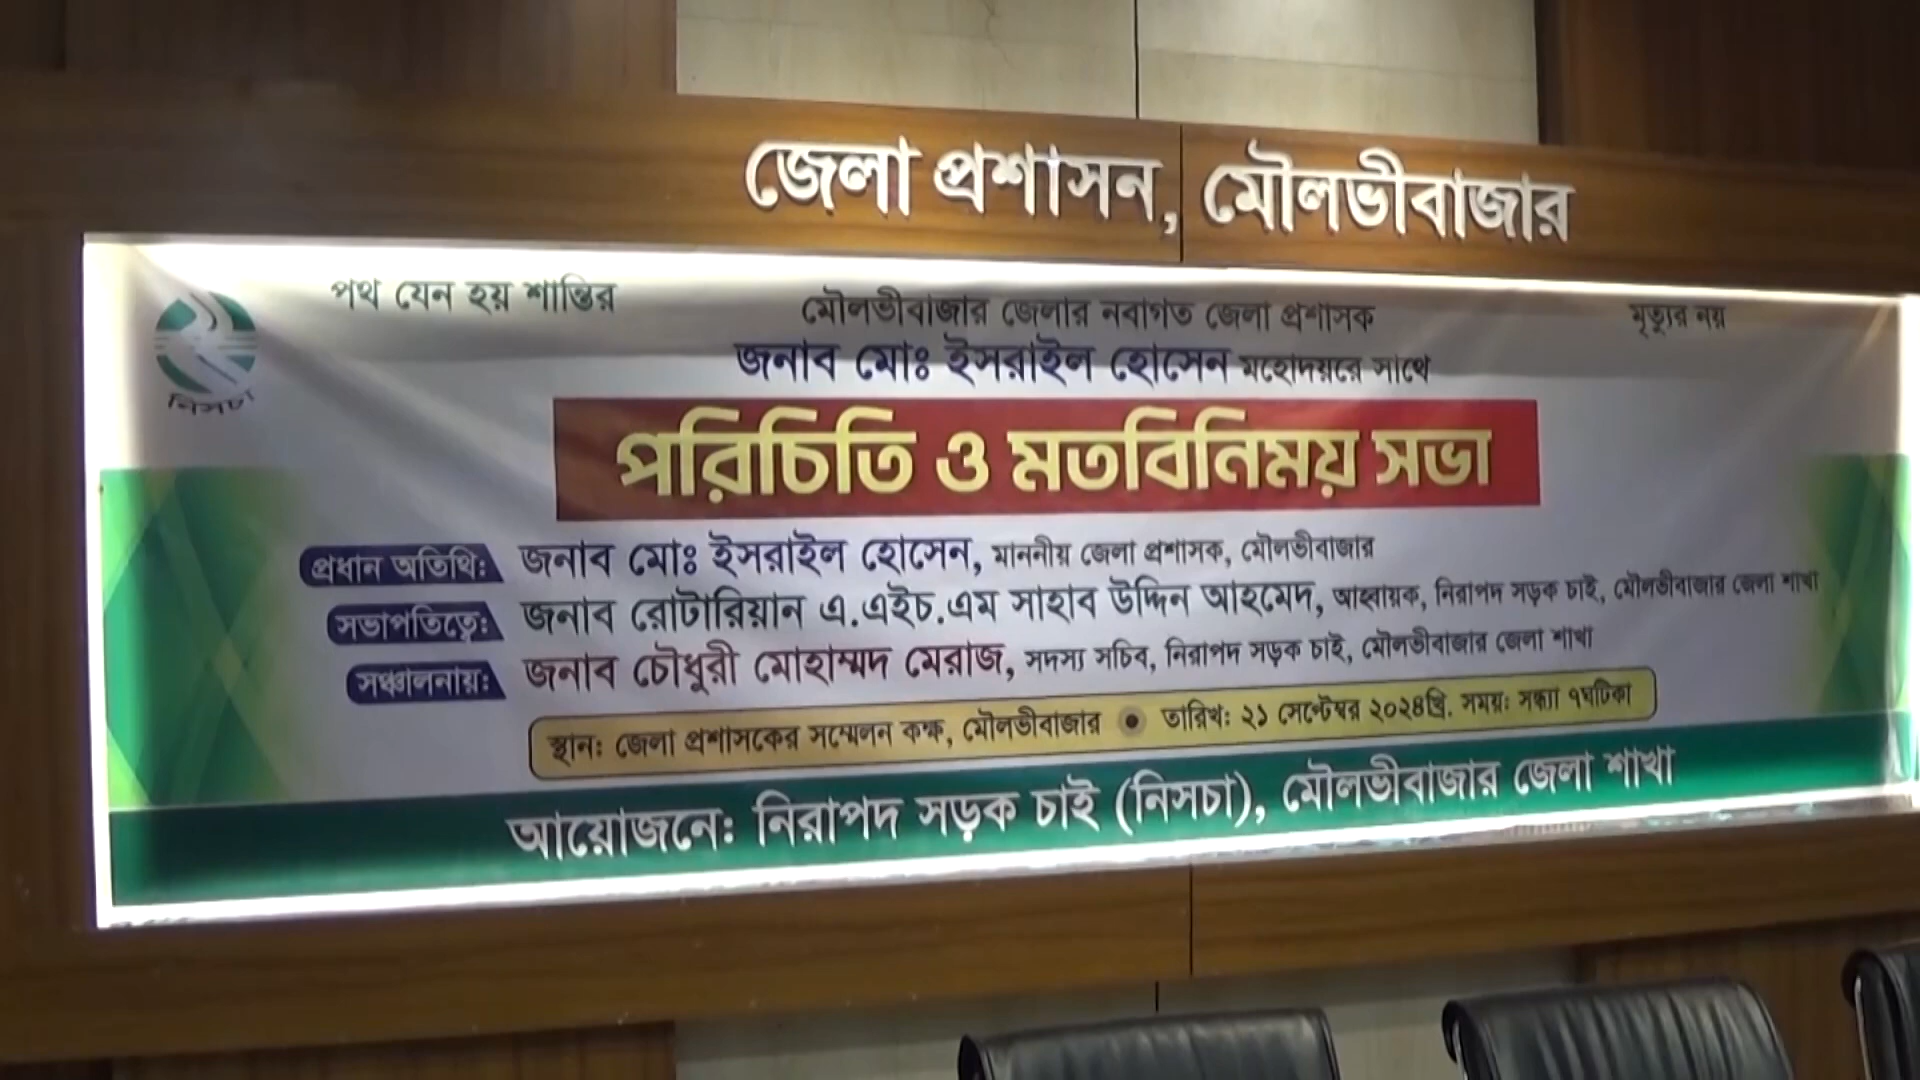 জেলা প্রশাসন, মৌলভীবাজার
পথ যেন হয় শান্তির
মৃত্যুর নয়
নিসচা
মৌলভীবাজার জেলার নবাগত জেলা প্রশাসক
জনাব মোঃ ইসরাইল হোসেন মহোদয়রে সাথে
পরিচিতি ও মতবিনিময় সভা
প্রধান অতিথি: জনাব মোঃ ইসরাইল হোসেন, মাননীয় জেলা প্রশাসক, মৌলভীবাজার
সভাপতিত্বে: জনাব রোটারিয়ান এ.এইচ.এম সাহাব উদ্দিন আহমেদ, আহ্বায়ক, নিরাপদ সড়ক চাই, মৌলভীবাজার জেলা শাখা
সঞ্চালনায়: জনাব চৌধুরী মোহাম্মদ মেরাজ, সদস্য সচিব, নিরাপদ সড়ক চাই, মৌলভীবাজার জেলা শাখা
স্থান: জেলা প্রশাসকের সম্মেলন কক্ষ, মৌলভীবাজার ● তারিখ: ২১ সেপ্টেম্বর ২০২৪খ্রি. সময়: সন্ধ্যা ৭ঘটিকা
আয়োজনে: নিরাপদ সড়ক চাই (নিসচা), মৌলভীবাজার জেলা শাখা